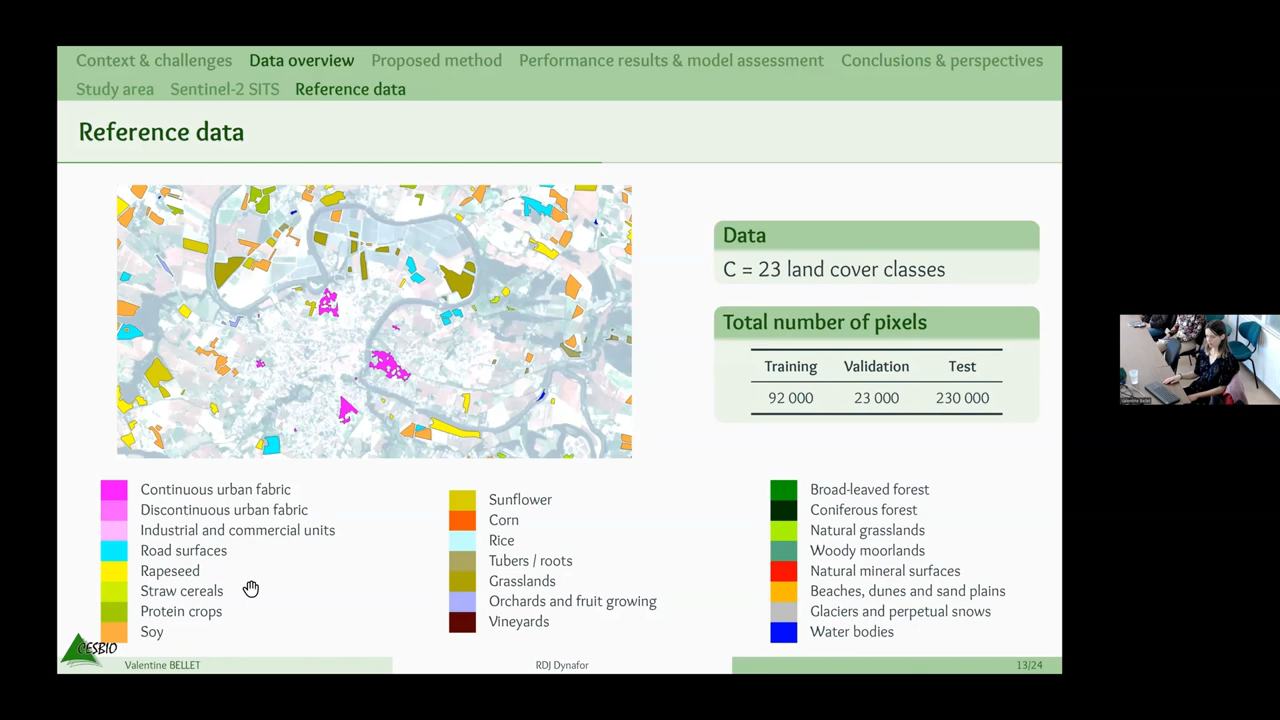 Context & challenges Data overview Proposed method Performance results & model assessment Conclusions & perspectives
Study area Sentinel-2 SITS Reference data
Reference data
Data
C = 23 land cover classes
Total number of pixels
Training Validation Test
92 000 23 000 230 000
Continuous urban fabric
Discontinuous urban fabric
Industrial and commercial units
Road surfaces
Rapeseed
Straw cereals
Protein crops
Soy
Sunflower
Corn
Rice
Tubers / roots
Grasslands
Orchards and fruit growing
Vineyards
Broad-leaved forest
Coniferous forest
Natural grasslands
Woody moorlands
Natural mineral surfaces
Beaches, dunes and sand plains
Glaciers and perpetual snows
Water bodies
CESBIO
Valentine BELLET RDJ Dynafor 13/24
Valentine Bellet